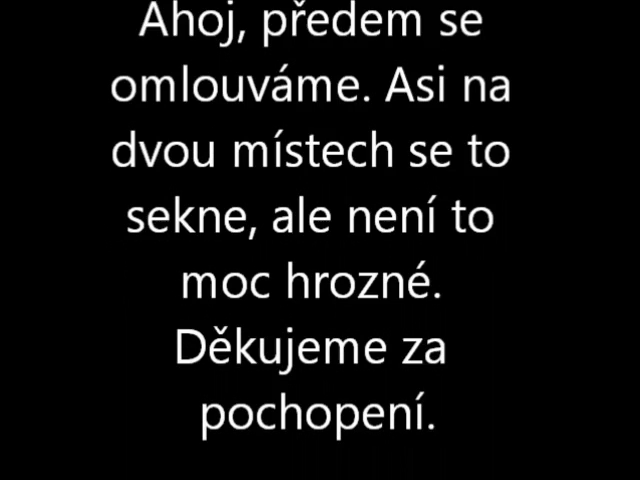 Ahoj, předem se
omlouváme. Asi na
dvou místech se to
sekne, ale není to
moc hrozné.
Děkujeme za
pochopení.